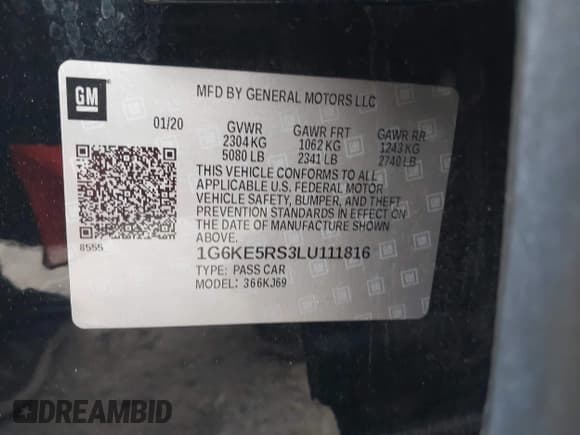 GM
MFD BY GENERAL MOTORS LLC
01/20
GVWR GAWR FRT GAWR RR
2304 KG 1062 KG 1243 KG
5080 LB 2341 LB 2740 LB
THIS VEHICLE CONFORMS TO ALL
APPLICABLE U.S. FEDERAL MOTOR
VEHICLE SAFETY, BUMPER, AND THEFT
PREVENTION STANDARDS IN EFFECT ON
THE DATE OF MANUFACTURE SHOWN
ABOVE.
8555
1G6KE5RS3LU111816
TYPE: PASS CAR
MODEL: 366KJ69
DREAMBID